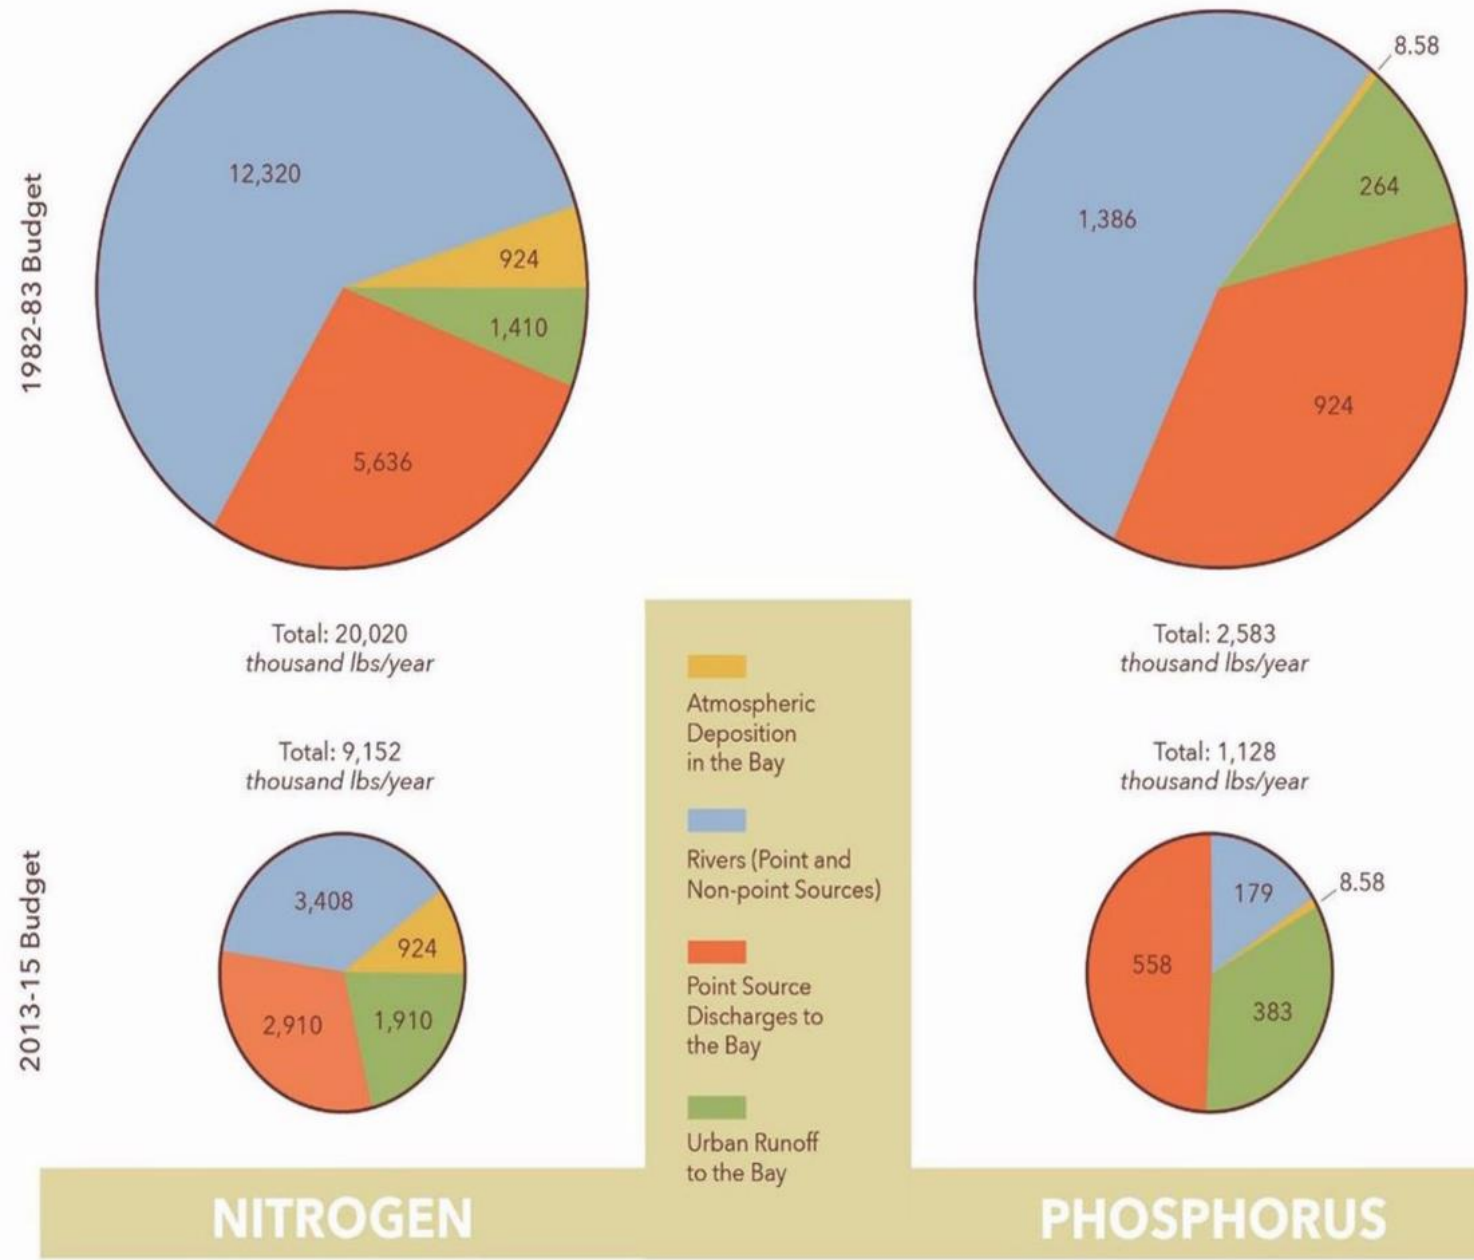 1982-83 Budget
12,320
924
1,410
5,636
Total: 20,020
thousand lbs/year
8.58
264
1,386
924
Total: 2,583
thousand lbs/year
Atmospheric
Deposition
in the Bay
Rivers (Point and
Non-point Sources)
Point Source
Discharges to
the Bay
Urban Runoff
to the Bay
2013-15 Budget
Total: 9,152
thousand lbs/year
3,408
924
2,910
1,910
Total: 1,128
thousand lbs/year
179
8.58
558
383
NITROGEN
PHOSPHORUS